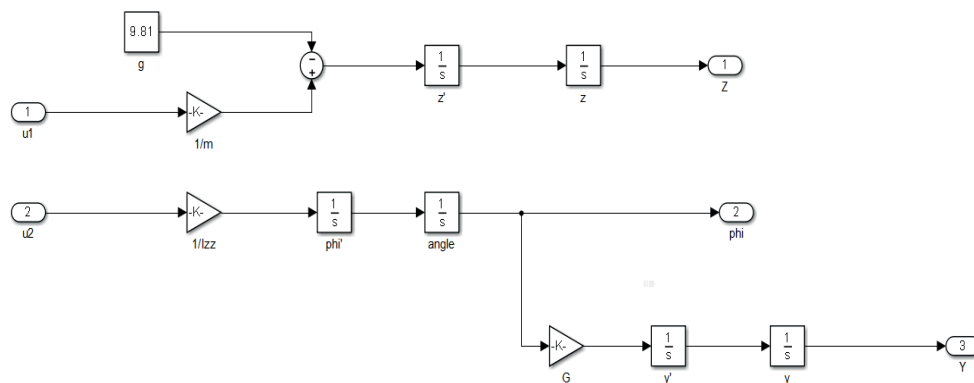 9.81
g
1
u1
-K-
1/m
−
+
1
s
z'
1
s
z
1
Z
2
u2
-K-
1/Izz
1
s
phi'
1
s
angle
2
phi
-K-
G
1
s
y'
1
s
y
3
Y